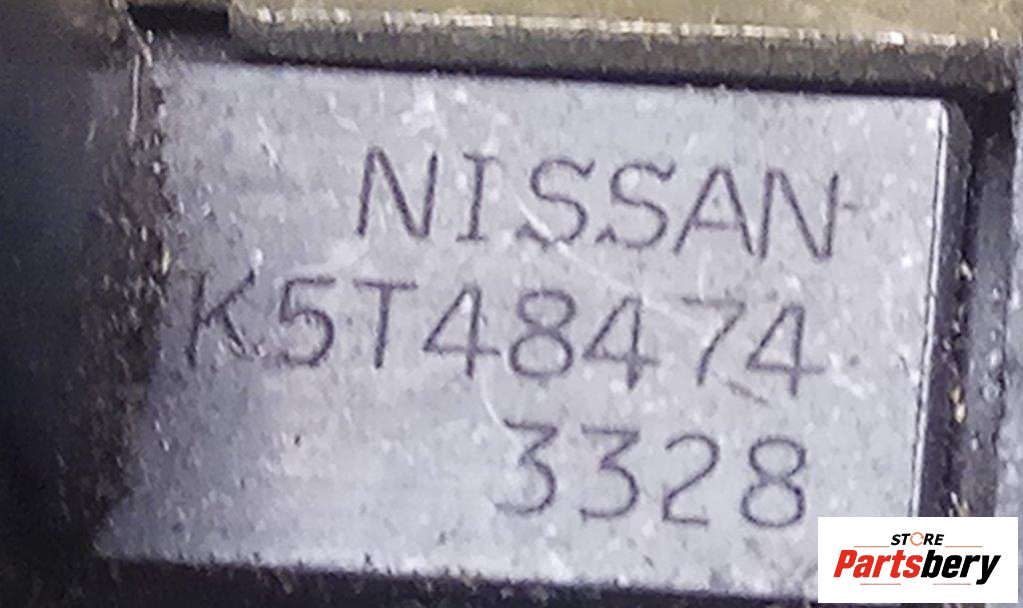 NISSAN
K5T48474
3328
STORE
Partsbery